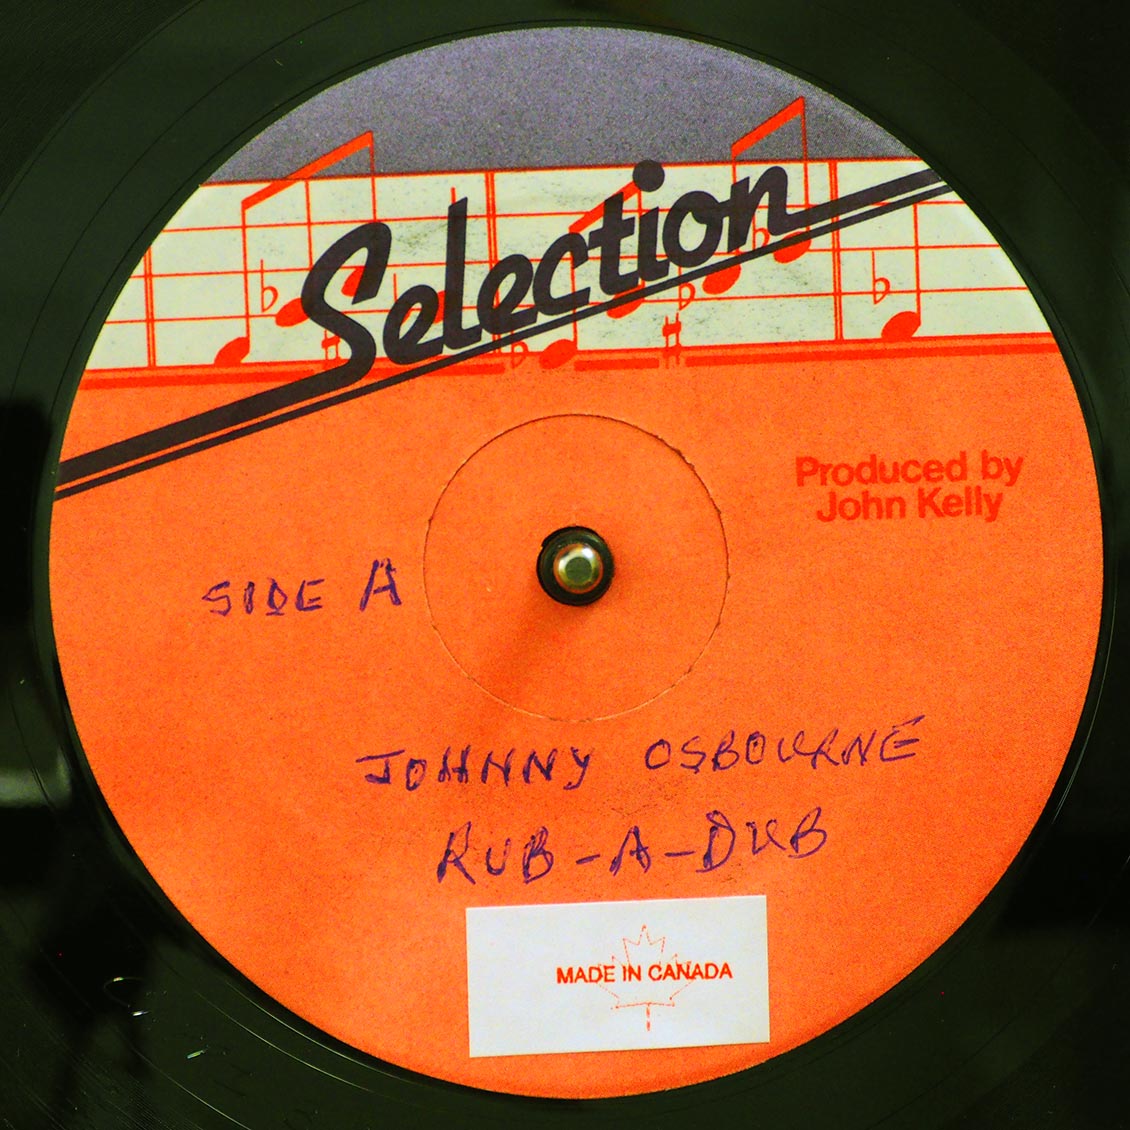 Selection
Produced by
John Kelly
SIDE A
JOHNNY OSBOURNE
RUB-A-DUB
MADE IN CANADA